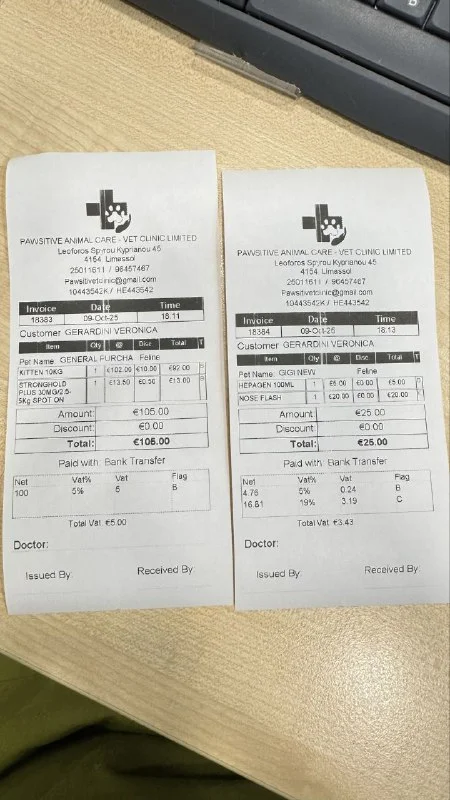 PAWSITIVE ANIMAL CARE - VET CLINIC LIMITED
Leoforos Spyrou Kyprianou 45
4154 Limassol
25011611 / 96457467
Pawsitivetclnic@gmail.com
10443542K / HE443542
Invoice Date Time
18383 09-Oct-25 18:11
Customer GERARDINI VERONICA
Item Qty @ Disc Total T
Pet Name: GENERAL PURCHA Feline
KITTEN 10KG 1 €102.00 €10.00 €92.00 B
STRONGHOLD 1 €13.50 €0.50 €13.00 B
PLUS 30MG/2.5-
5Kg SPOT ON
Amount: €105.00
Discount: €0.00
Total: €105.00
Paid with: Bank Transfer
Net Vat% Vat Flag
100 5% 5 B
Total Vat €5.00
Doctor:
Issued By: Received By:
PAWSITIVE ANIMAL CARE - VET CLINIC LIMITED
Leoforos Spyrou Kyprianou 45
4154 Limassol
25011611 / 96457467
Pawsitivetclnic@gmail.com
10443542K / HE443542
Invoice Date Time
18384 09-Oct-25 18:13
Customer GERARDINI VERONICA
Item Qty @ Disc Total T
Pet Name: GIGI NEW Feline
HEPAGEN 100ML 1 €5.00 €0.00 €5.00 B
NOSE FLASH 1 €20.00 €0.00 €20.00
Amount: €25.00
Discount: €0.00
Total: €25.00
Paid with: Bank Transfer
Net Vat% Vat Flag
4.76 5% 0.24 B
16.81 19% 3.19 C
Total Vat €3.43
Doctor:
Issued By: Received By: